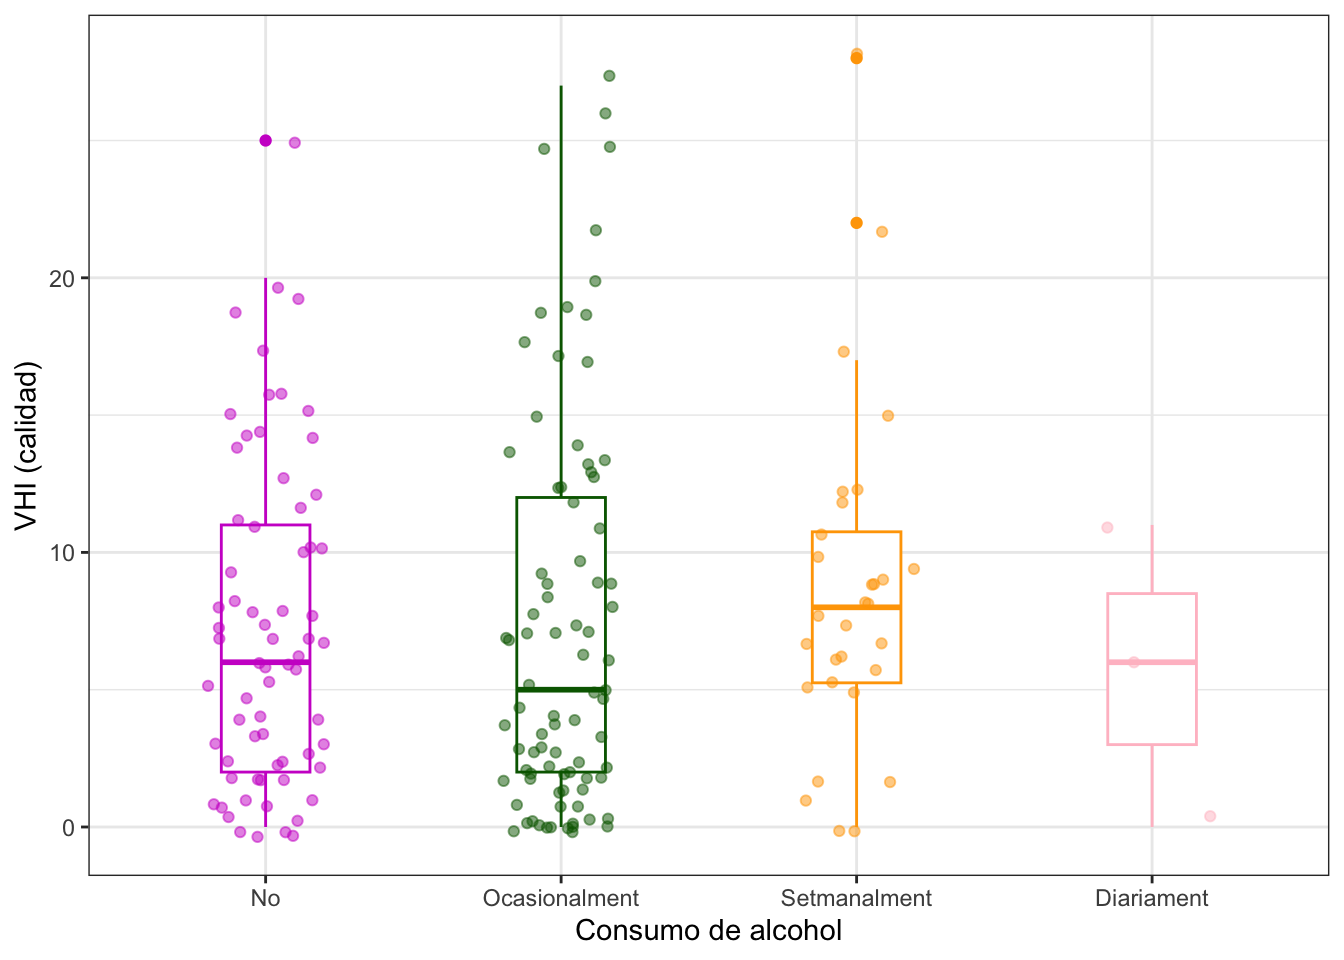 VHI (calidad)
20
10
0
No Ocasionalment Setmanalment Diariament
Consumo de alcohol